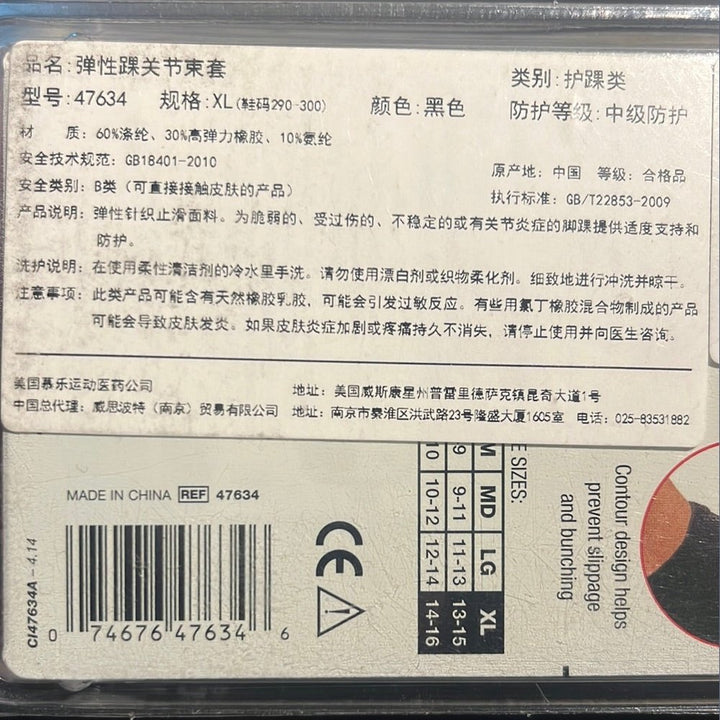 品名：弹性踝关节束套
类别：护踝类
型号：47634 规格：XL(鞋码290-300) 颜色：黑色 防护等级：中级防护
材 质：60%涤纶、30%高弹力橡胶、10%氨纶
安全技术规范：GB18401-2010
原产地：中国 等级：合格品
安全类别：B类（可直接接触皮肤的产品）
执行标准：GB/T22853-2009
产品说明：弹性针织止滑面料。为脆弱的、受过伤的、不稳定的或有关节炎症的脚踝提供适度支持和
防护。
洗护说明：在使用柔性清洁剂的冷水里手洗。请勿使用漂白剂或织物柔化剂。细致地进行冲洗并晾干。
注意事项：此类产品可能含有天然橡胶乳胶，可能会引发过敏反应。有些用氯丁橡胶混合物制成的产品
可能会导致皮肤发炎。如果皮肤炎症加剧或疼痛持久不消失，请停止使用并向医生咨询。
美国慕乐运动医药公司 地址：美国威斯康星州普雷里德萨克镇昆奇大道1号
中国总代理：威思波特（南京）贸易有限公司 地址：南京市秦淮区洪武路23号隆盛大厦1605室 电话：025-83531882
MADE IN CHINA REF 47634
CI47634A - 4.14
0 74676 47634 6
CE
E SIZES:
M MD LG XL
9 9-11 11-13 13-15
10 10-12 12-14 14-16
Contour design helps
prevent slippage
and bunching